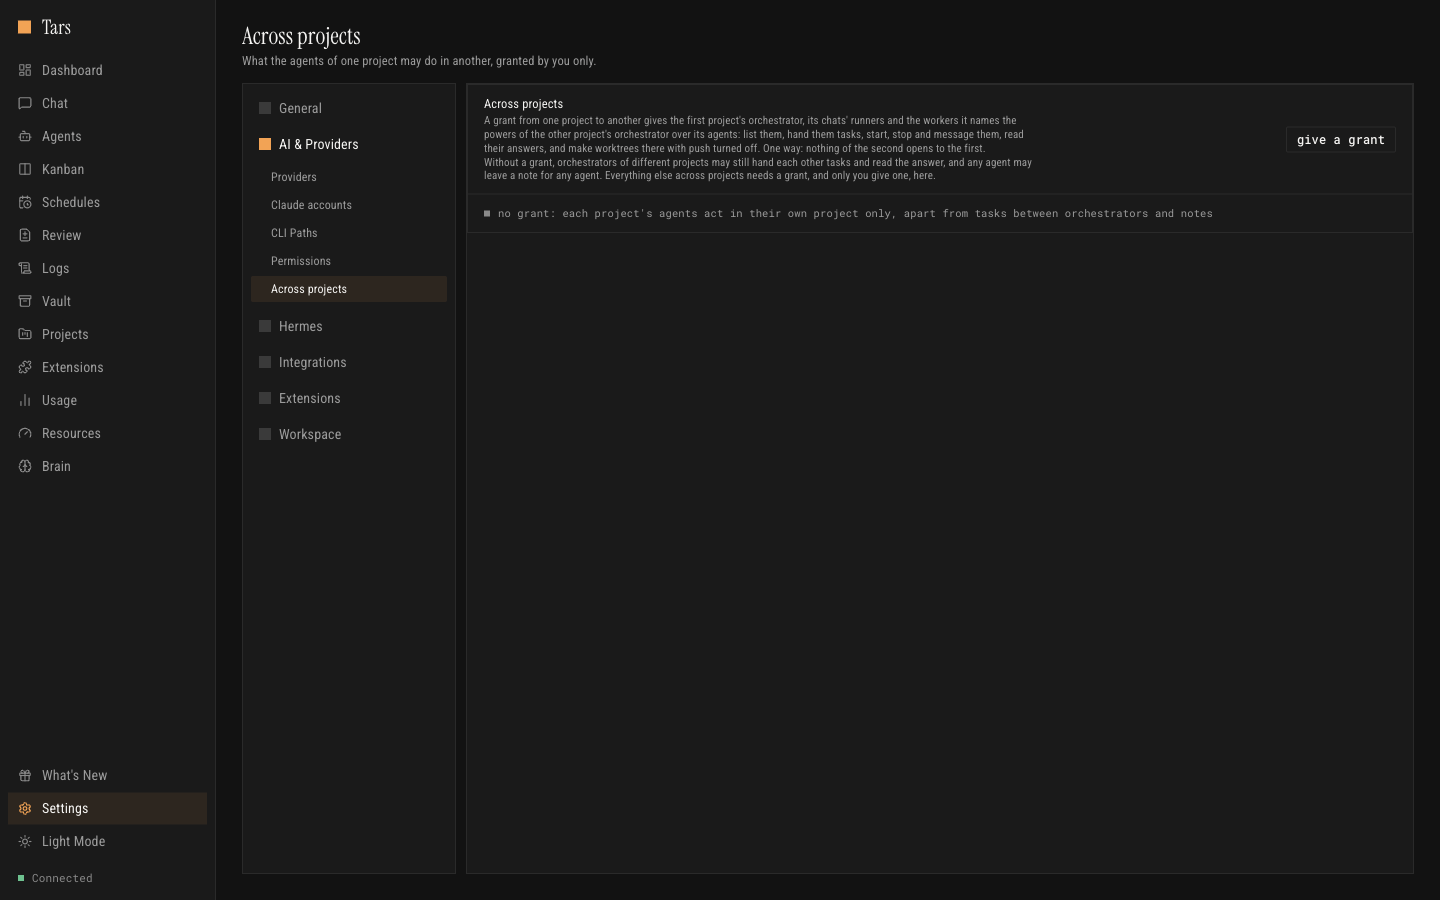 Tars
Dashboard
Chat
Agents
Kanban
Schedules
Review
Logs
Vault
Projects
Extensions
Usage
Resources
Brain
What's New
Settings
Light Mode
Connected
Across projects
What the agents of one project may do in another, granted by you only.
General
AI & Providers
Providers
Claude accounts
CLI Paths
Permissions
Across projects
Hermes
Integrations
Extensions
Workspace
Across projects
A grant from one project to another gives the first project's orchestrator, its chats' runners and the workers it names the
powers of the other project's orchestrator over its agents: list them, hand them tasks, start, stop and message them, read
their answers, and make worktrees there with push turned off. One way: nothing of the second opens to the first.
Without a grant, orchestrators of different projects may still hand each other tasks and read the answer, and any agent may
leave a note for any agent. Everything else across projects needs a grant, and only you give one, here.
give a grant
no grant: each project's agents act in their own project only, apart from tasks between orchestrators and notes